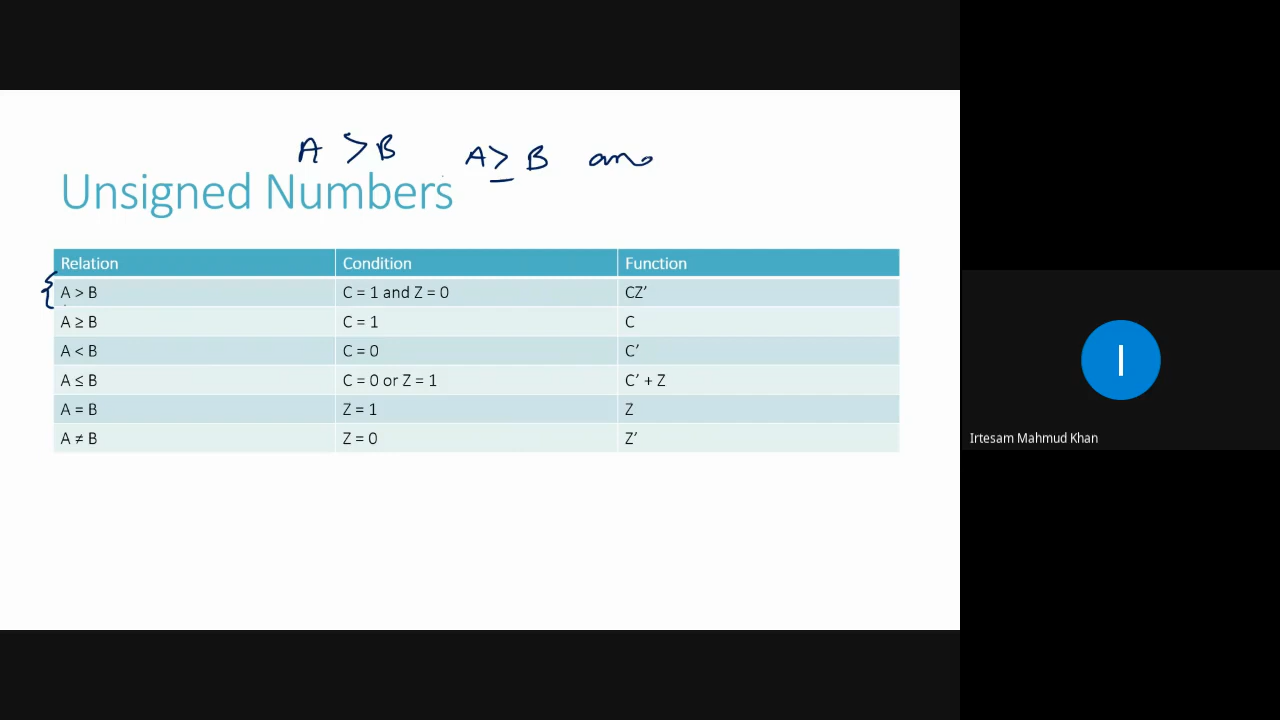 A > B A ≥ B
Unsigned Numbers
Relation Condition Function
A > B C = 1 and Z = 0 CZ′
A ≥ B C = 1 C
A < B C = 0 C′
A ≤ B C = 0 or Z = 1 C′ + Z
A = B Z = 1 Z
A ≠ B Z = 0 Z′
I
Irtesam Mahmud Khan